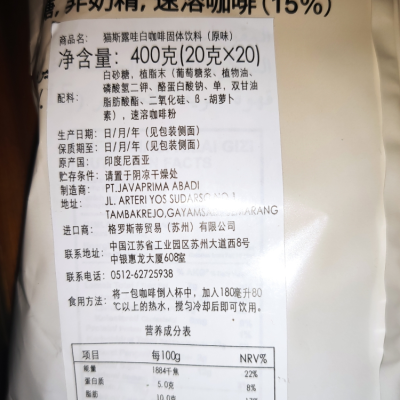 非奶精，速溶咖啡（15%）
商品名： 猫斯露哇白咖啡固体饮料（原味）
净含量： 400克(20克×20)
白砂糖，植脂末（葡萄糖浆、植物油、
配料： 磷酸氢二钾、酪蛋白酸钠、单，双甘油
脂肪酸酯、二氧化硅、β-胡萝卜
素），速溶咖啡粉
生产日期： 日/月/年（见包装侧面）
保质期： 日/月/年（见包装侧面）
原产国： 印度尼西亚
贮存条件： 请置于阴凉干燥处
制造商： PT.JAVAPRIMA ABADI
地址： JL. ARTERI YOS SUDARSO NO.1
TAMBAKREJO,GAYAMSARI
进口商： 格罗斯蒂贸易（苏州）有限公司
联系地址： 中国江苏省工业园区苏州大道西8号
中银惠龙大厦608室
联系电话： 0512-62725938
食用方法： 将一包咖啡倒入杯中，加入180毫升80
℃以上的热水，搅匀冷却后即可饮用。
营养成分表
项目 每100g NRV%
能量 1884千焦 22%
蛋白质 5.0克 8%
脂肪 10.0克 17%